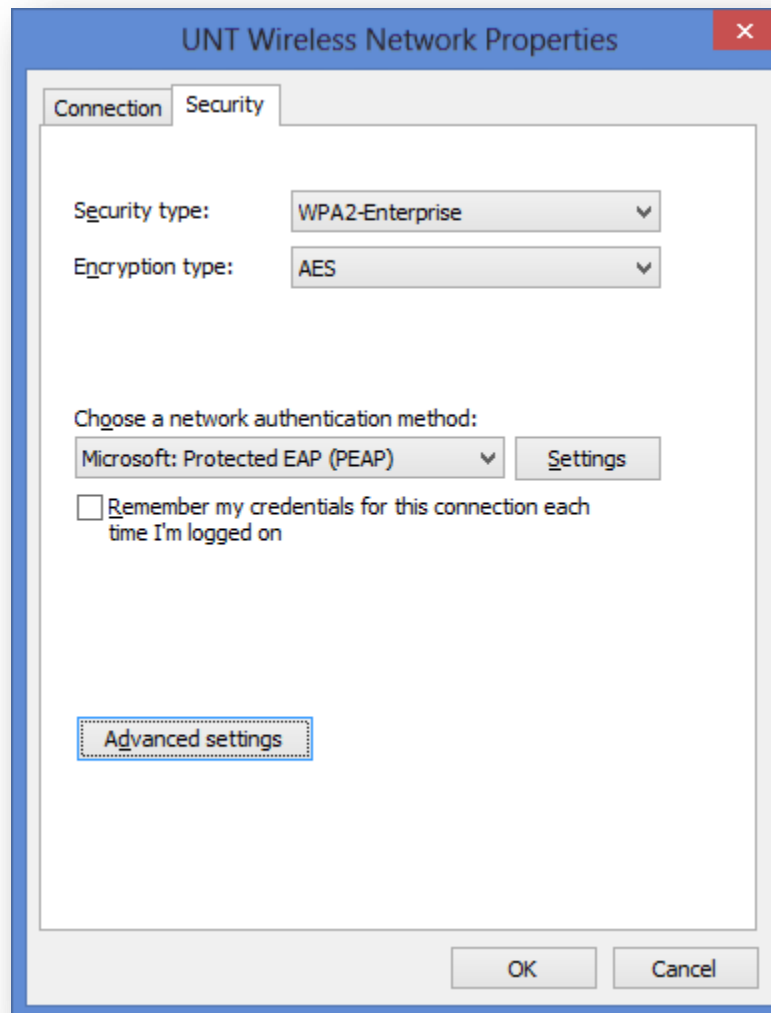 UNT Wireless Network Properties
Connection
Security
Security type:
WPA2-Enterprise
Encryption type:
AES
Choose a network authentication method:
Microsoft: Protected EAP (PEAP)
Settings
Remember my credentials for this connection each
time I'm logged on
Advanced settings
OK
Cancel